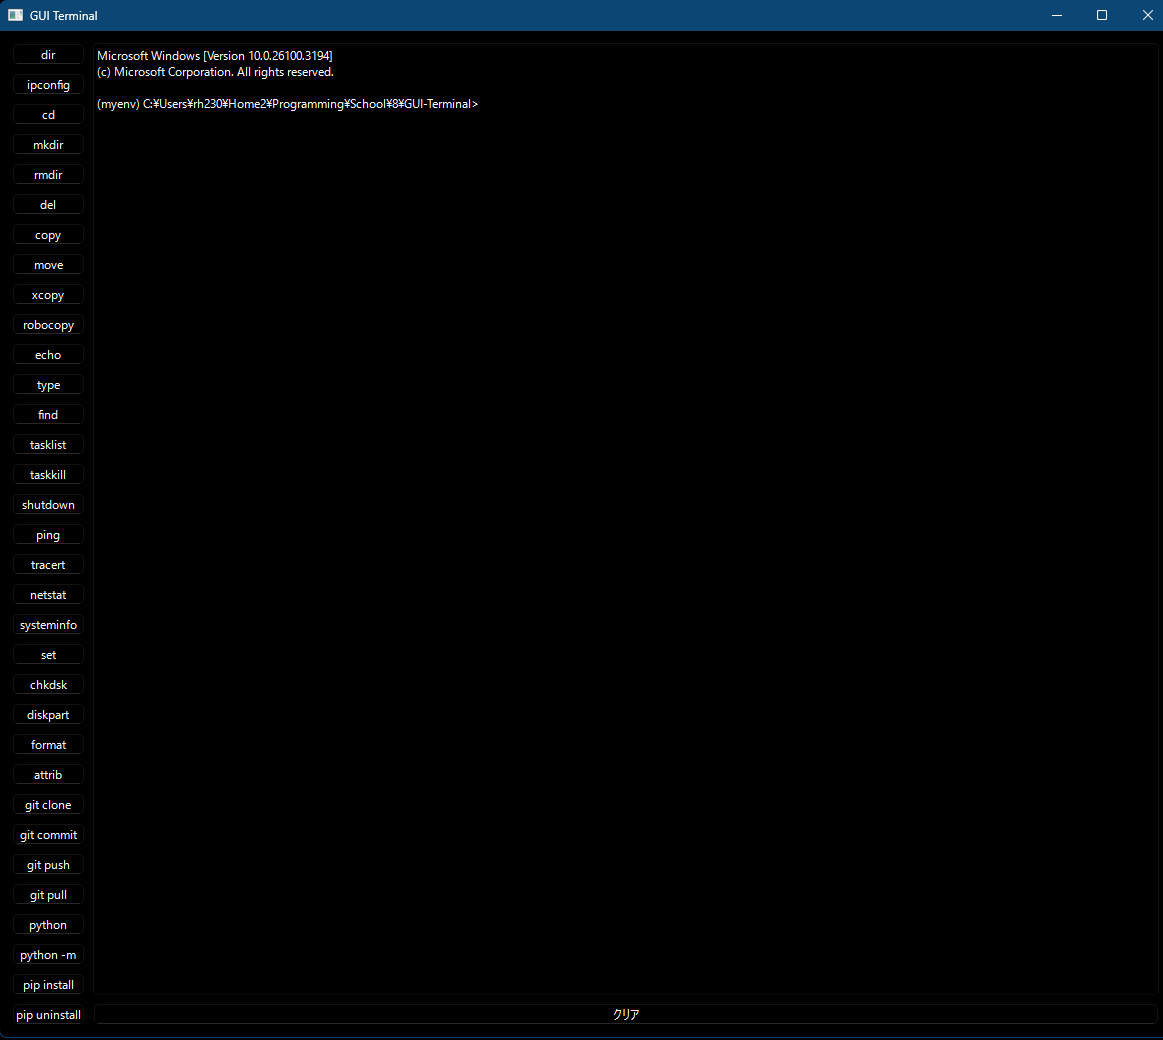 GUI Terminal
dir
ipconfig
cd
mkdir
rmdir
del
copy
move
xcopy
robocopy
echo
type
find
tasklist
taskkill
shutdown
ping
tracert
netstat
systeminfo
set
chkdsk
diskpart
format
attrib
git clone
git commit
git push
git pull
python
python -m
pip install
pip uninstall
Microsoft Windows [Version 10.0.26100.3194]
(c) Microsoft Corporation. All rights reserved.
(myenv) C:¥Users¥rh230¥Home2¥Programming¥School¥8¥GUI-Terminal>
クリア